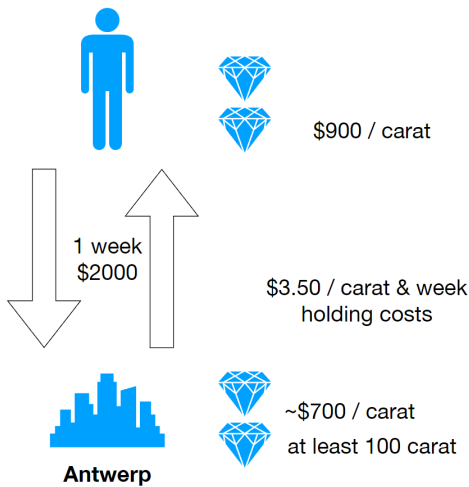 $900 / carat
1 week
$2000
$3.50 / carat & week
holding costs
~$700 / carat
at least 100 carat
Antwerp